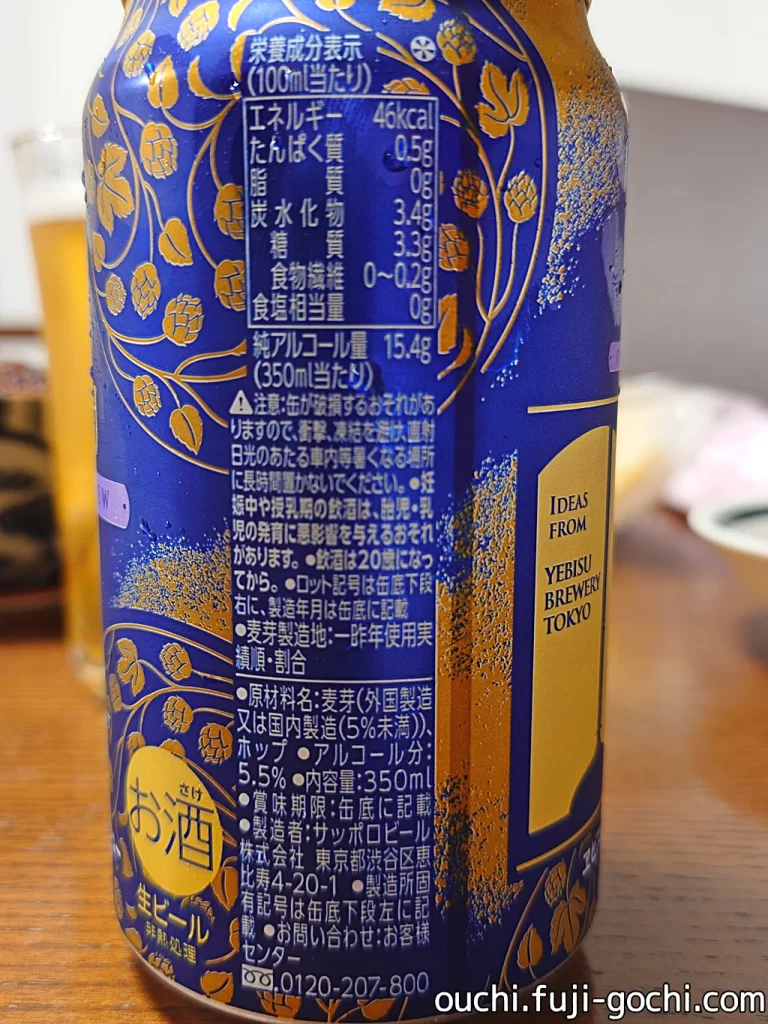 栄養成分表示
(100ml当たり)
エネルギー 46kcal
たんぱく質 0.5g
脂質 0g
炭水化物 3.4g
糖質 3.3g
食物繊維 0~0.2g
食塩相当量 0g
純アルコール量 15.4g
(350ml当たり)
注意:缶が破損するおそれがあ
りますので、衝撃、凍結を避け、直射
日光のあたる車内等暑くなる場所
に長時間置かないでください。●妊
娠中や授乳期の飲酒は、胎児・乳
児の発育に悪影響を与えるおそれ
があります。●飲酒は20歳になっ
てから。●ロット記号は缶底下段
右に、製造年月は缶底に記載
●麦芽製造地:一昨年使用実
績順・割合
●原材料名:麦芽(外国製造
又は国内製造(5%未満))、
ホップ ●アルコール分:
5.5% ●内容量:350ml
●賞味期限:缶底に記載
●製造者:サッポロビール
株式会社 東京都渋谷区恵
比寿4-20-1 ●製造所固
有記号は缶底下段左に記
載 ●お問い合わせ:お客様
センター
0120-207-800
さけ
お酒
生ビール
非熱処理
IDEAS
FROM
YEBISU
BREWERY
TOKYO
ouchi.fuji-gochi.com